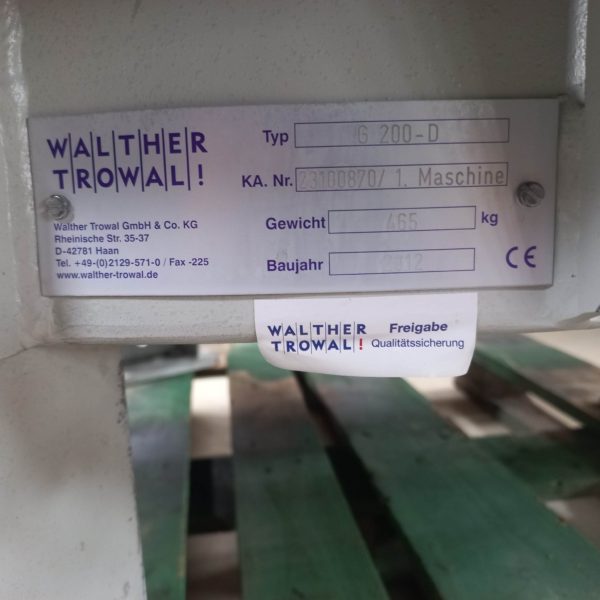 WALTHER
TROWAL!
Walther Trowal GmbH & Co. KG
Rheinische Str. 35-37
D-42781 Haan
Tel. +49-(0)2129-571-0 / Fax -225
www.walther-trowal.de
Typ G 200-D
KA. Nr. 23100870/ 1. Maschine
Gewicht 465 kg
Baujahr 2012
CE
WALTHER
TROWAL!
Freigabe
Qualitätssicherung